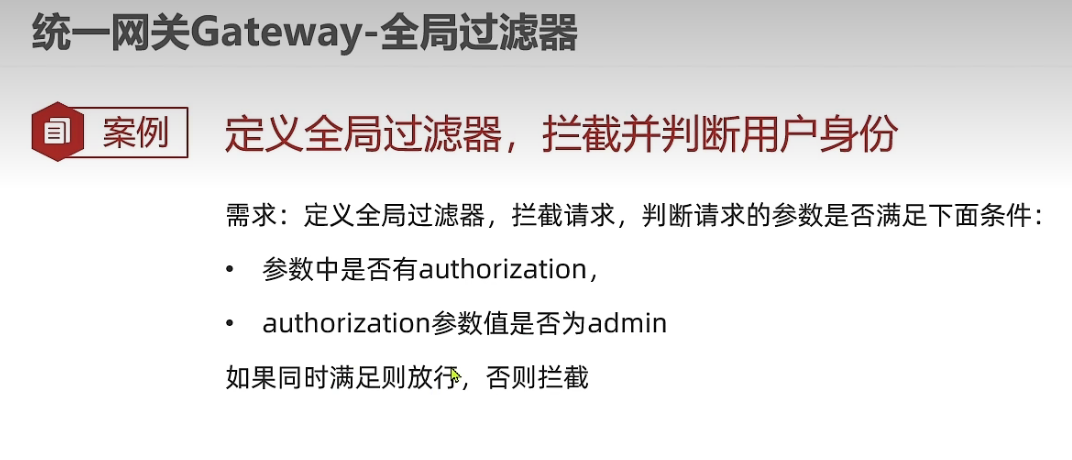 统一网关Gateway-全局过滤器
案例
定义全局过滤器，拦截并判断用户身份
需求：定义全局过滤器，拦截请求，判断请求的参数是否满足下面条件：
• 参数中是否有authorization，
• authorization参数值是否为admin
如果同时满足则放行，否则拦截